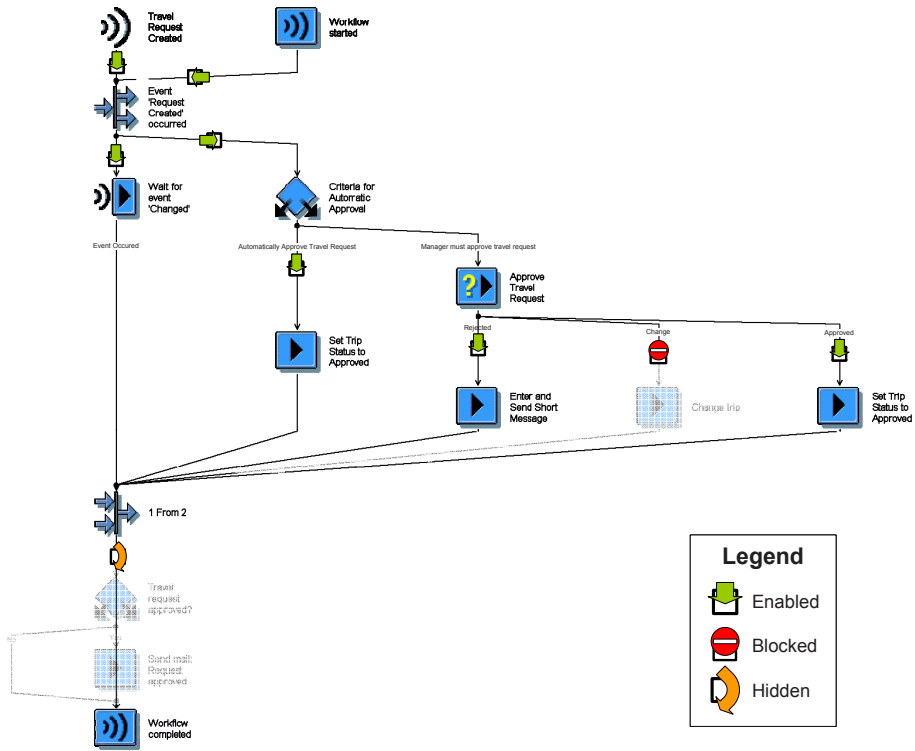 Travel
Request
Created
Workflow
started
Event
'Request
Created'
occurred
Wait for
event
'Changed'
Criteria for
Automatic
Approval
Event Occured
Automatically Approve Travel Request
Manager must approve travel request
Approve
Travel
Request
Rejected
Change
Approved
Set Trip
Status to
Approved
Enter and
Send Short
Message
Change trip
Set Trip
Status to
Approved
1 From 2
Travel
request
approved?
No
Yes
Send mail:
Request
approved
Workflow
completed
Legend
Enabled
Blocked
Hidden